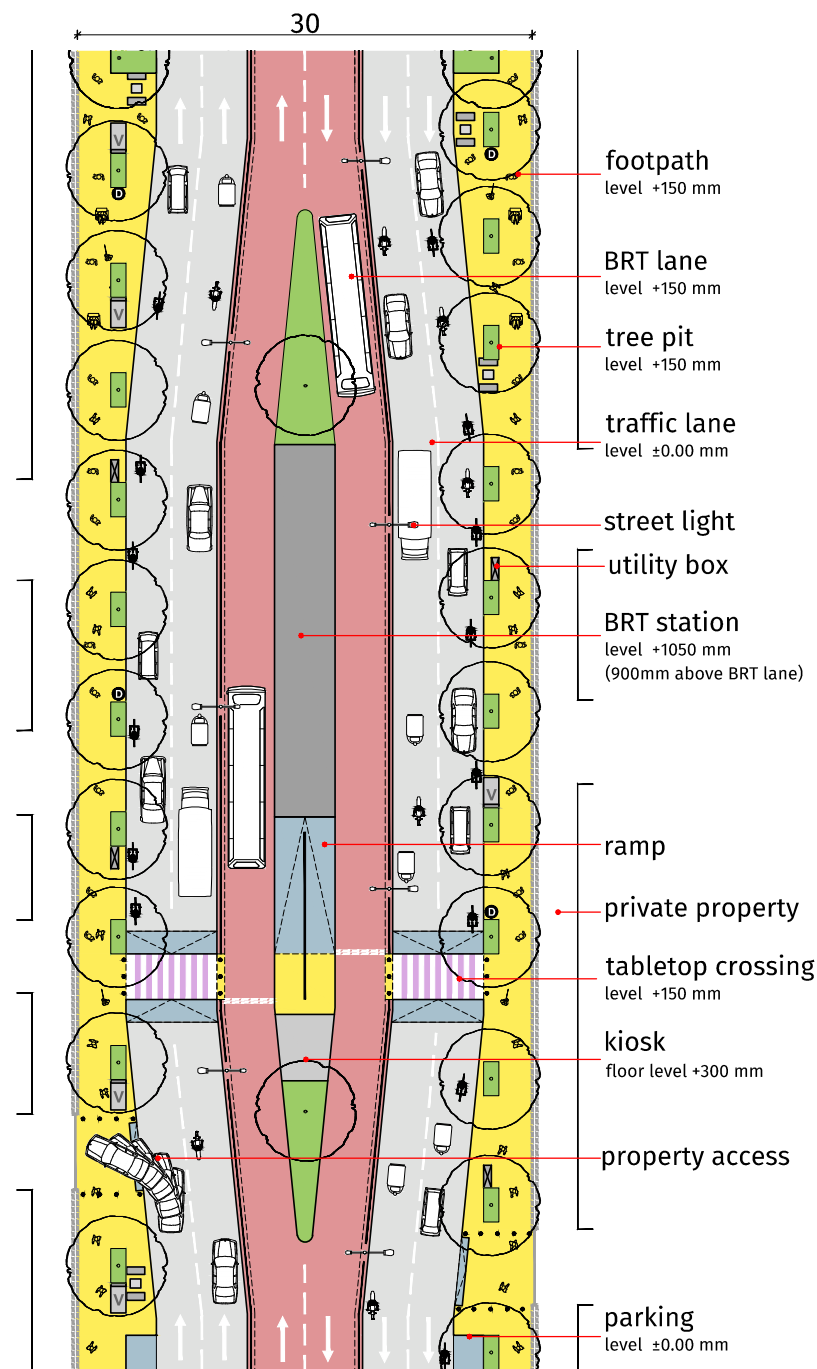 30
V
D
D
footpath
level +150 mm
BRT lane
level +150 mm
V
tree pit
level +150 mm
traffic lane
level ±0.00 mm
street light
utility box
BRT station
level +1050 mm
(900mm above BRT lane)
D
V
ramp
D
private property
tabletop crossing
level +150 mm
kiosk
floor level +300 mm
V
property access
V
parking
level ±0.00 mm